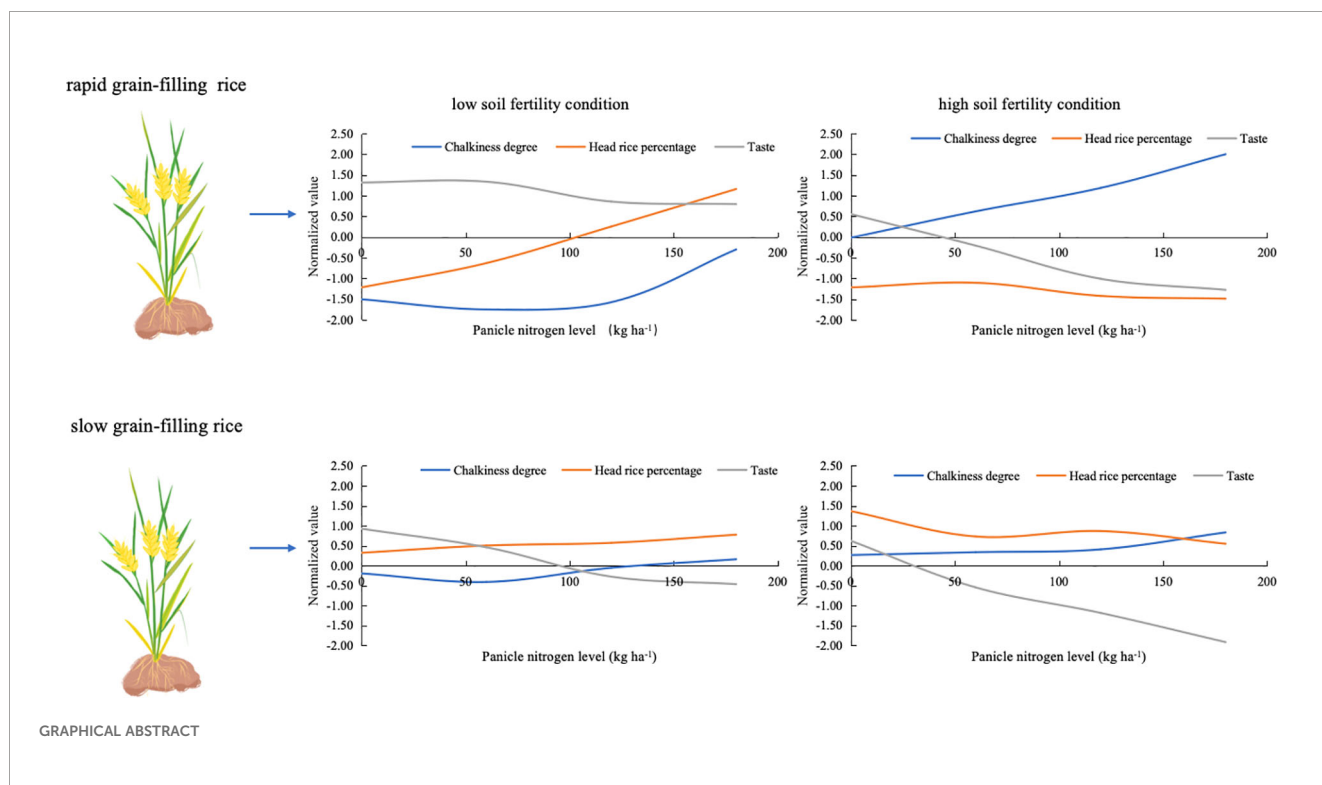 rapid grain-filling rice
low soil fertility condition
2.50
2.00
1.50
1.00
0.50
0.00
-0.50
-1.00
-1.50
-2.00
Normalized value
Chalkiness degree Head rice percentage Taste
0 50 100 150 200
Panicle nitrogen level (kg ha⁻¹)
high soil fertility condition
2.50
2.00
1.50
1.00
0.50
0.00
-0.50
-1.00
-1.50
-2.00
Normalized value
Chalkiness degree Head rice percentage Taste
0 50 100 150 200
Panicle nitrogen level (kg ha⁻¹)
slow grain-filling rice
2.50
2.00
1.50
1.00
0.50
0.00
-0.50
-1.00
-1.50
-2.00
Normalized value
Chalkiness degree Head rice percentage Taste
0 50 100 150 200
Panicle nitrogen level (kg ha⁻¹)
2.50
2.00
1.50
1.00
0.50
0.00
-0.50
-1.00
-1.50
-2.00
Normalized value
Chalkiness degree Head rice percentage Taste
0 50 100 150 200
Panicle nitrogen level (kg ha⁻¹)
GRAPHICAL ABSTRACT